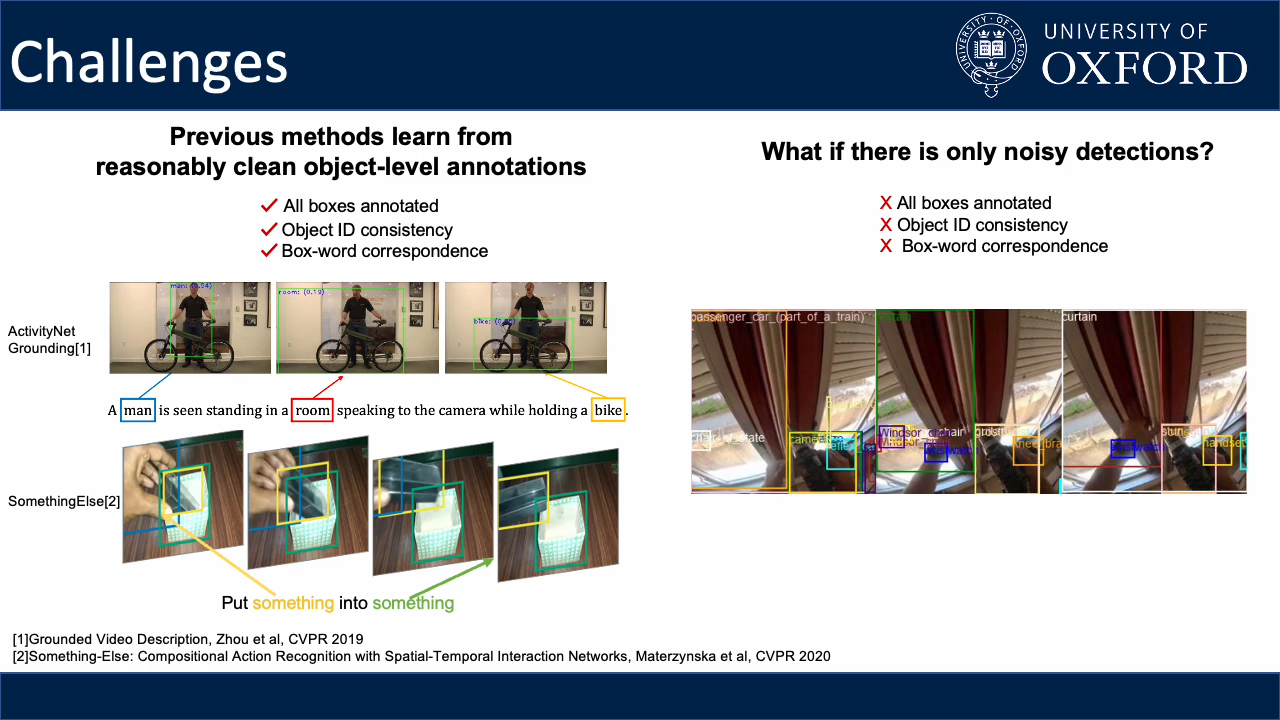 Challenges
UNIVERSITY OF
OXFORD
Previous methods learn from
reasonably clean object-level annotations
All boxes annotated
Object ID consistency
Box-word correspondence
ActivityNet
Grounding[1]
room: (0.19)
A man is seen standing in a room speaking to the camera while holding a bike.
SomethingElse[2]
Put something into something
What if there is only noisy detections?
X All boxes annotated
X Object ID consistency
X Box-word correspondence
passenger_car_(part_of_a_train)
curtain
[1]Grounded Video Description, Zhou et al, CVPR 2019
[2]Something-Else: Compositional Action Recognition with Spatial-Temporal Interaction Networks, Materzynska et al, CVPR 2020